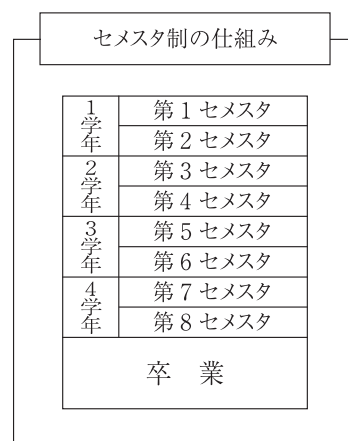 セメスタ制の仕組み
1学年
第1セメスタ
第2セメスタ
2学年
第3セメスタ
第4セメスタ
3学年
第5セメスタ
第6セメスタ
4学年
第7セメスタ
第8セメスタ
卒 業